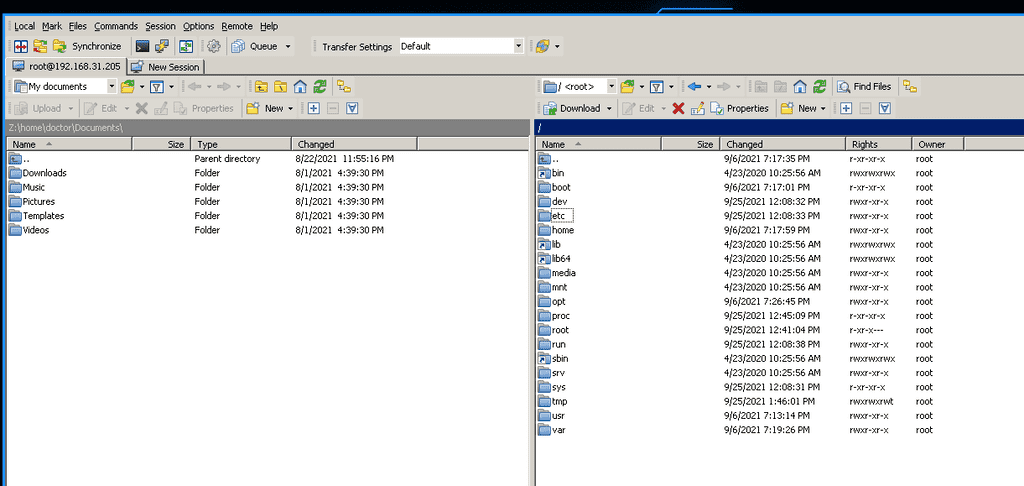 Local Mark Files Commands Session Options Remote Help
Synchronize Queue Transfer Settings Default
root@192.168.31.205 New Session
My documents
Upload Edit Properties New
Z:\home\doctor\Documents\
Name Size Type Changed
.. Parent directory 8/22/2021 11:55:16 PM
Downloads Folder 8/1/2021 4:39:30 PM
Music Folder 8/1/2021 4:39:30 PM
Pictures Folder 8/1/2021 4:39:30 PM
Templates Folder 8/1/2021 4:39:30 PM
Videos Folder 8/1/2021 4:39:30 PM
/ <root> Find Files
Download Edit Properties New
/
Name Size Changed Rights Owner
.. 9/6/2021 7:17:35 PM r-xr-xr-x root
bin 4/23/2020 10:25:56 AM rwxrwxrwx root
boot 9/6/2021 7:17:01 PM r-xr-xr-x root
dev 9/25/2021 12:08:32 PM rwxr-xr-x root
etc 9/25/2021 12:08:33 PM rwxr-xr-x root
home 9/6/2021 7:17:59 PM rwxr-xr-x root
lib 4/23/2020 10:25:56 AM rwxrwxrwx root
lib64 4/23/2020 10:25:56 AM rwxrwxrwx root
media 4/23/2020 10:25:56 AM rwxr-xr-x root
mnt 4/23/2020 10:25:56 AM rwxr-xr-x root
opt 9/6/2021 7:26:45 PM rwxr-xr-x root
proc 9/25/2021 12:45:09 PM r-xr-xr-x root
root 9/25/2021 12:41:04 PM r-xr-x--- root
run 9/25/2021 12:08:38 PM rwxr-xr-x root
sbin 4/23/2020 10:25:56 AM rwxrwxrwx root
srv 4/23/2020 10:25:56 AM rwxr-xr-x root
sys 9/25/2021 12:08:31 PM r-xr-xr-x root
tmp 9/25/2021 1:46:01 PM rwxrwxrwt root
usr 9/6/2021 7:13:14 PM rwxr-xr-x root
var 9/6/2021 7:19:26 PM rwxr-xr-x root